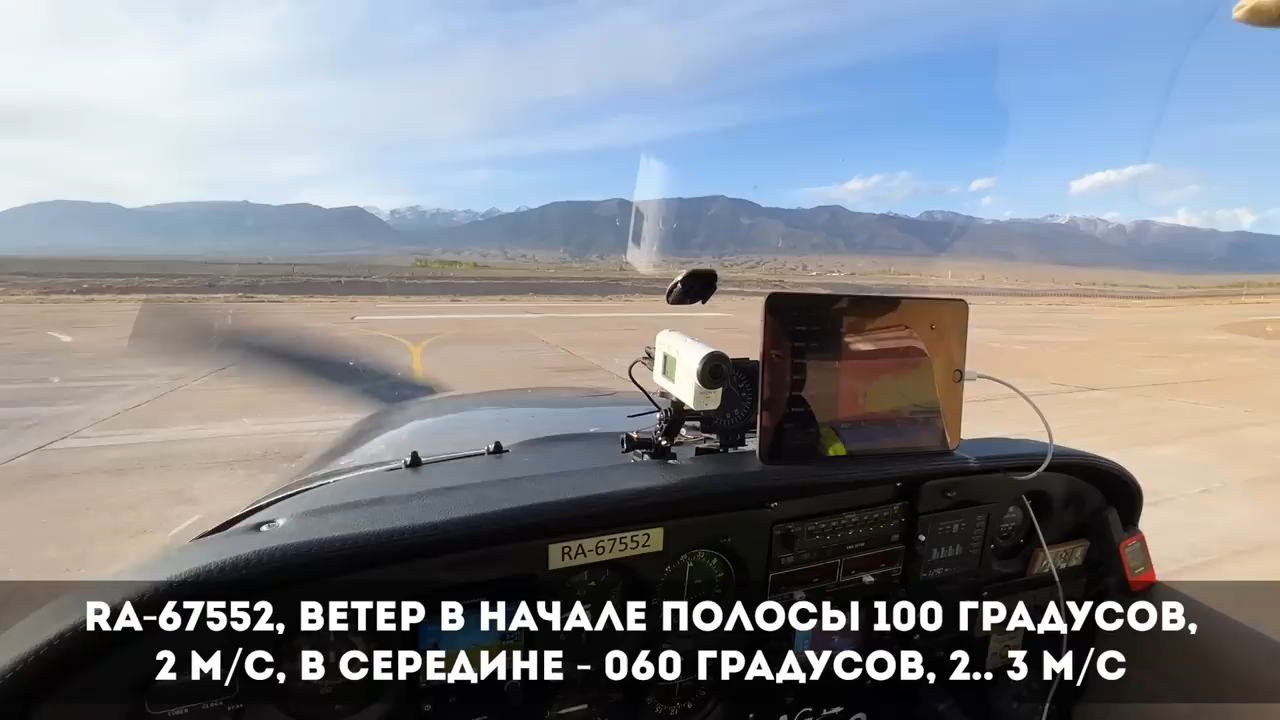 RA-67552
RA-67552, ВЕТЕР В НАЧАЛЕ ПОЛОСЫ 100 ГРАДУСОВ,
2 М/С, В СЕРЕДИНЕ - 060 ГРАДУСОВ, 2.. 3 М/С